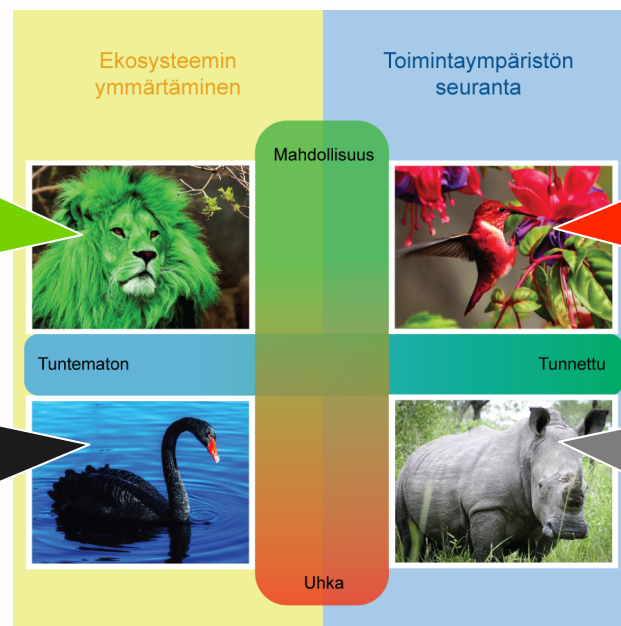 Ekosysteemin
ymmärtäminen
Toimintaympäristön
seuranta
Mahdollisuus
Tuntematon
Tunnettu
Uhka